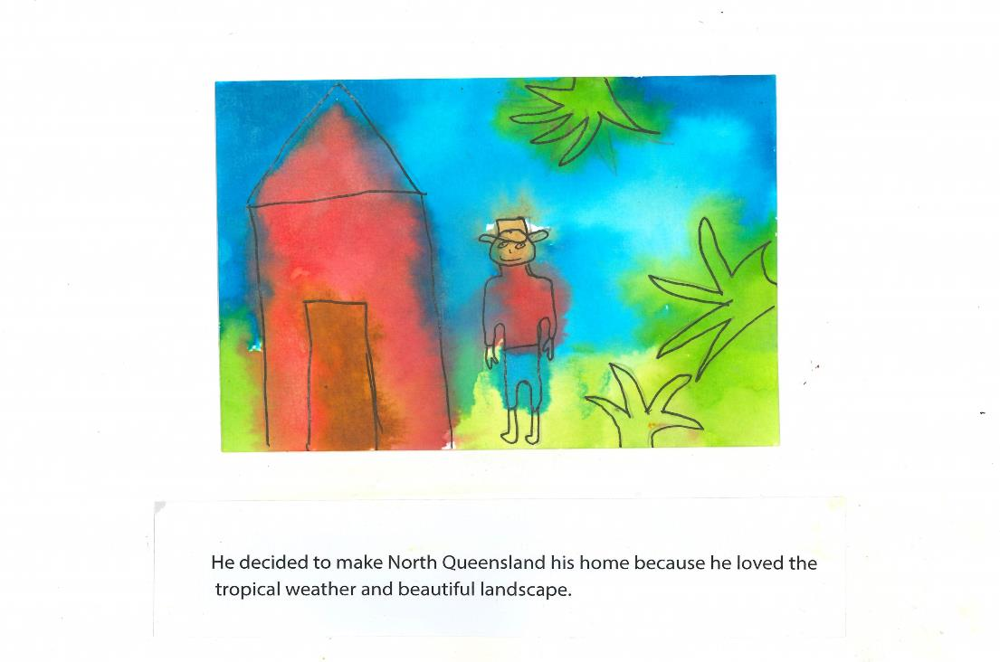 He decided to make North Queensland his home because he loved the
tropical weather and beautiful landscape.